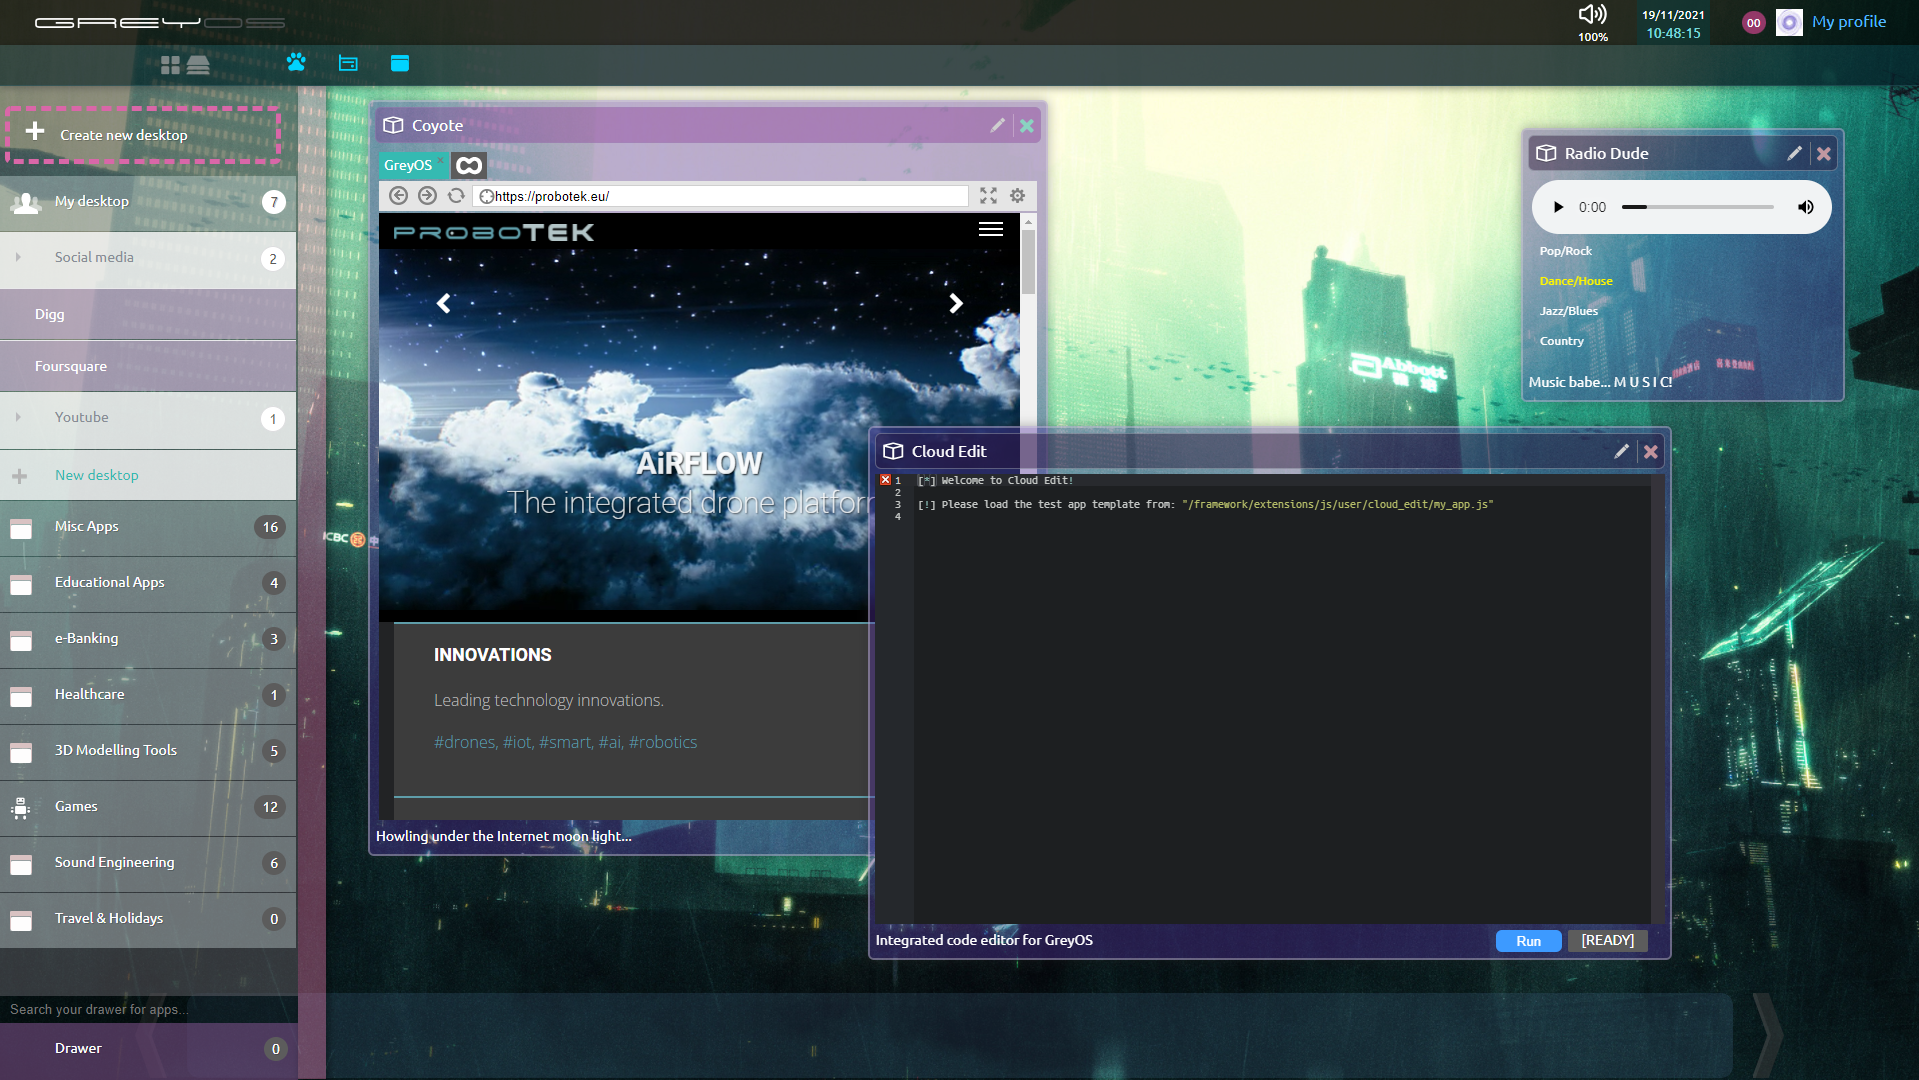 GREYOS
100%
19/11/2021
10:48:15
00
My profile
Create new desktop
My desktop
7
Social media
2
Digg
Foursquare
Youtube
1
New desktop
Misc Apps
16
Educational Apps
4
e-Banking
3
Healthcare
1
3D Modelling Tools
5
Games
12
Sound Engineering
6
Travel & Holidays
0
Search your drawer for apps...
Drawer
0
ICBC
Coyote
GreyOS
https://probotek.eu/
PROBOTEK
AiRFLOW
The integrated drone platfor
INNOVATIONS
Leading technology innovations.
#drones, #iot, #smart, #ai, #robotics
Howling under the Internet moon light...
Abbott
Radio Dude
0:00
Pop/Rock
Dance/House
Jazz/Blues
Country
Music babe... M U S I C!
Cloud Edit
1 [*] Welcome to Cloud Edit!
2
3 [!] Please load the test app template from: "/framework/extensions/js/user/cloud_edit/my_app.js"
4
Integrated code editor for GreyOS
Run
[READY]